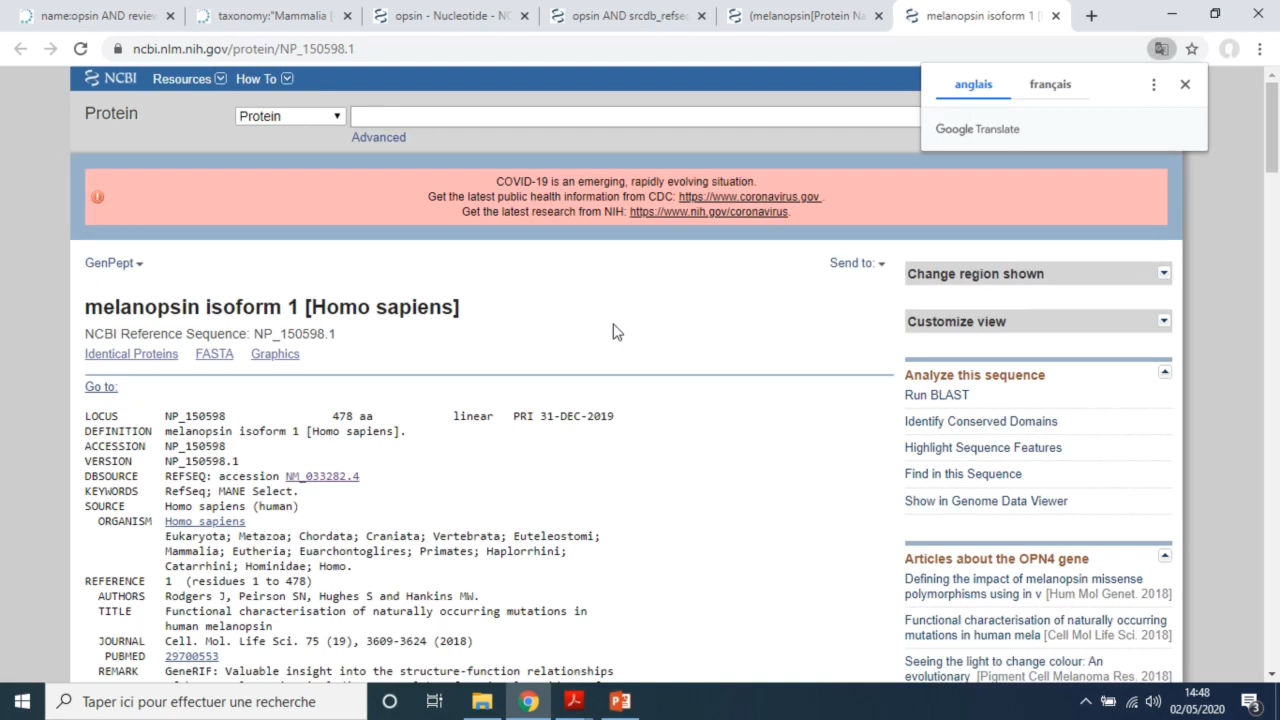 name:opsin AND review
taxonomy:"Mammalia [
opsin - Nucleotide - NC
opsin AND srcdb_refsec
(melanopsin[Protein Na
melanopsin isoform 1 [
ncbi.nlm.nih.gov/protein/NP_150598.1
anglais français
Google Translate
NCBI Resources How To
Protein
Protein
Advanced
COVID-19 is an emerging, rapidly evolving situation.
Get the latest public health information from CDC: https://www.coronavirus.gov .
Get the latest research from NIH: https://www.nih.gov/coronavirus.
GenPept
Send to:
melanopsin isoform 1 [Homo sapiens]
NCBI Reference Sequence: NP_150598.1
Identical Proteins FASTA Graphics
Go to:
LOCUS NP_150598 478 aa linear PRI 31-DEC-2019
DEFINITION melanopsin isoform 1 [Homo sapiens].
ACCESSION NP_150598
VERSION NP_150598.1
DBSOURCE REFSEQ: accession NM_033282.4
KEYWORDS RefSeq; MANE Select.
SOURCE Homo sapiens (human)
ORGANISM Homo sapiens
Eukaryota; Metazoa; Chordata; Craniata; Vertebrata; Euteleostomi;
Mammalia; Eutheria; Euarchontoglires; Primates; Haplorrhini;
Catarrhini; Hominidae; Homo.
REFERENCE 1 (residues 1 to 478)
AUTHORS Rodgers J, Peirson SN, Hughes S and Hankins MW.
TITLE Functional characterisation of naturally occurring mutations in
human melanopsin
JOURNAL Cell. Mol. Life Sci. 75 (19), 3609-3624 (2018)
PUBMED 29700553
REMARK GeneRIF: Valuable insight into the structure-function relationships
Change region shown
Customize view
Analyze this sequence
Run BLAST
Identify Conserved Domains
Highlight Sequence Features
Find in this Sequence
Show in Genome Data Viewer
Articles about the OPN4 gene
Defining the impact of melanopsin missense
polymorphisms using in v [Hum Mol Genet. 2018]
Functional characterisation of naturally occurring
mutations in human mela [Cell Mol Life Sci. 2018]
Seeing the light to change colour: An
evolutionary [Pigment Cell Melanoma Res. 2018]
Taper ici pour effectuer une recherche
14:48
02/05/2020
3